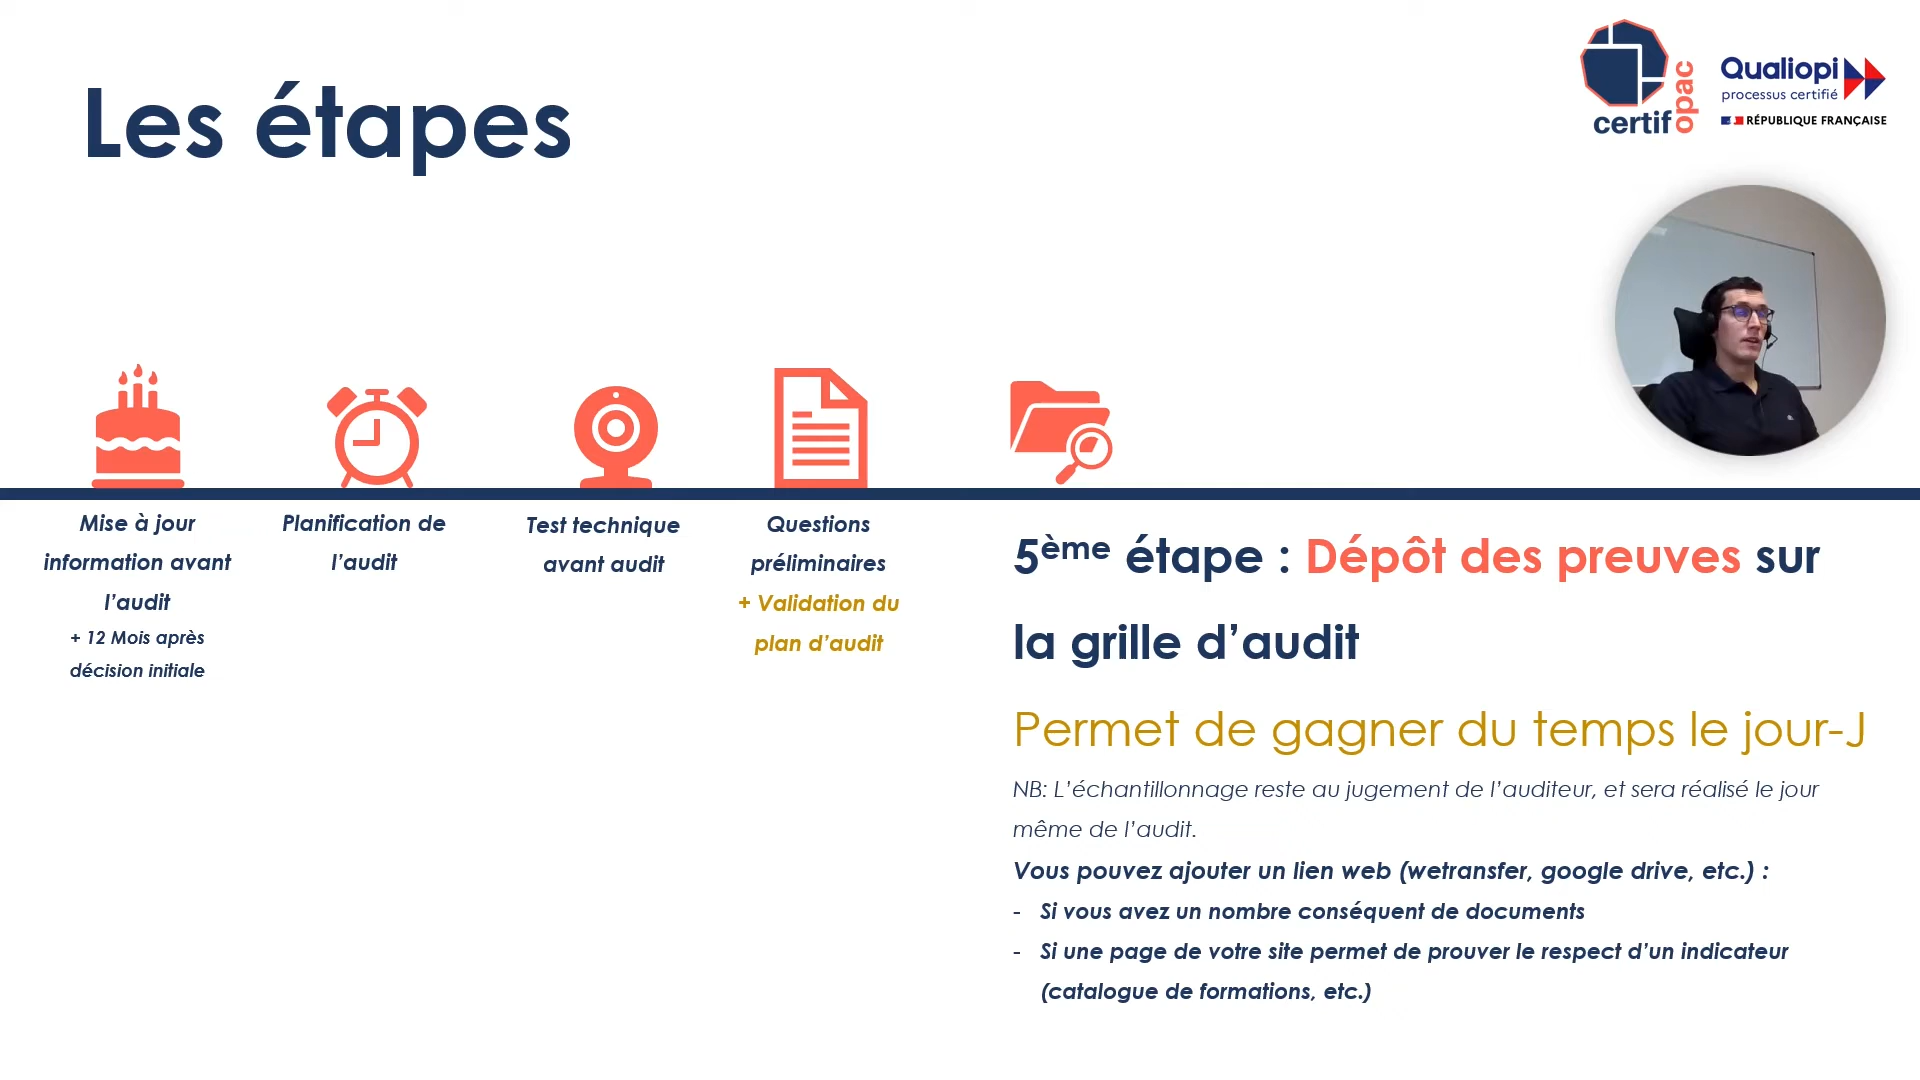 Les étapes
certif
opac
Qualiopi
processus certifié
RÉPUBLIQUE FRANÇAISE
Mise à jour
information avant
l’audit
+ 12 Mois après
décision initiale
Planification de
l’audit
Test technique
avant audit
Questions
préliminaires
+ Validation du
plan d’audit
5ème étape : Dépôt des preuves sur
la grille d’audit
Permet de gagner du temps le jour-J
NB: L’échantillonnage reste au jugement de l’auditeur, et sera réalisé le jour
même de l’audit.
Vous pouvez ajouter un lien web (wetransfer, google drive, etc.) :
- Si vous avez un nombre conséquent de documents
- Si une page de votre site permet de prouver le respect d’un indicateur
(catalogue de formations, etc.)